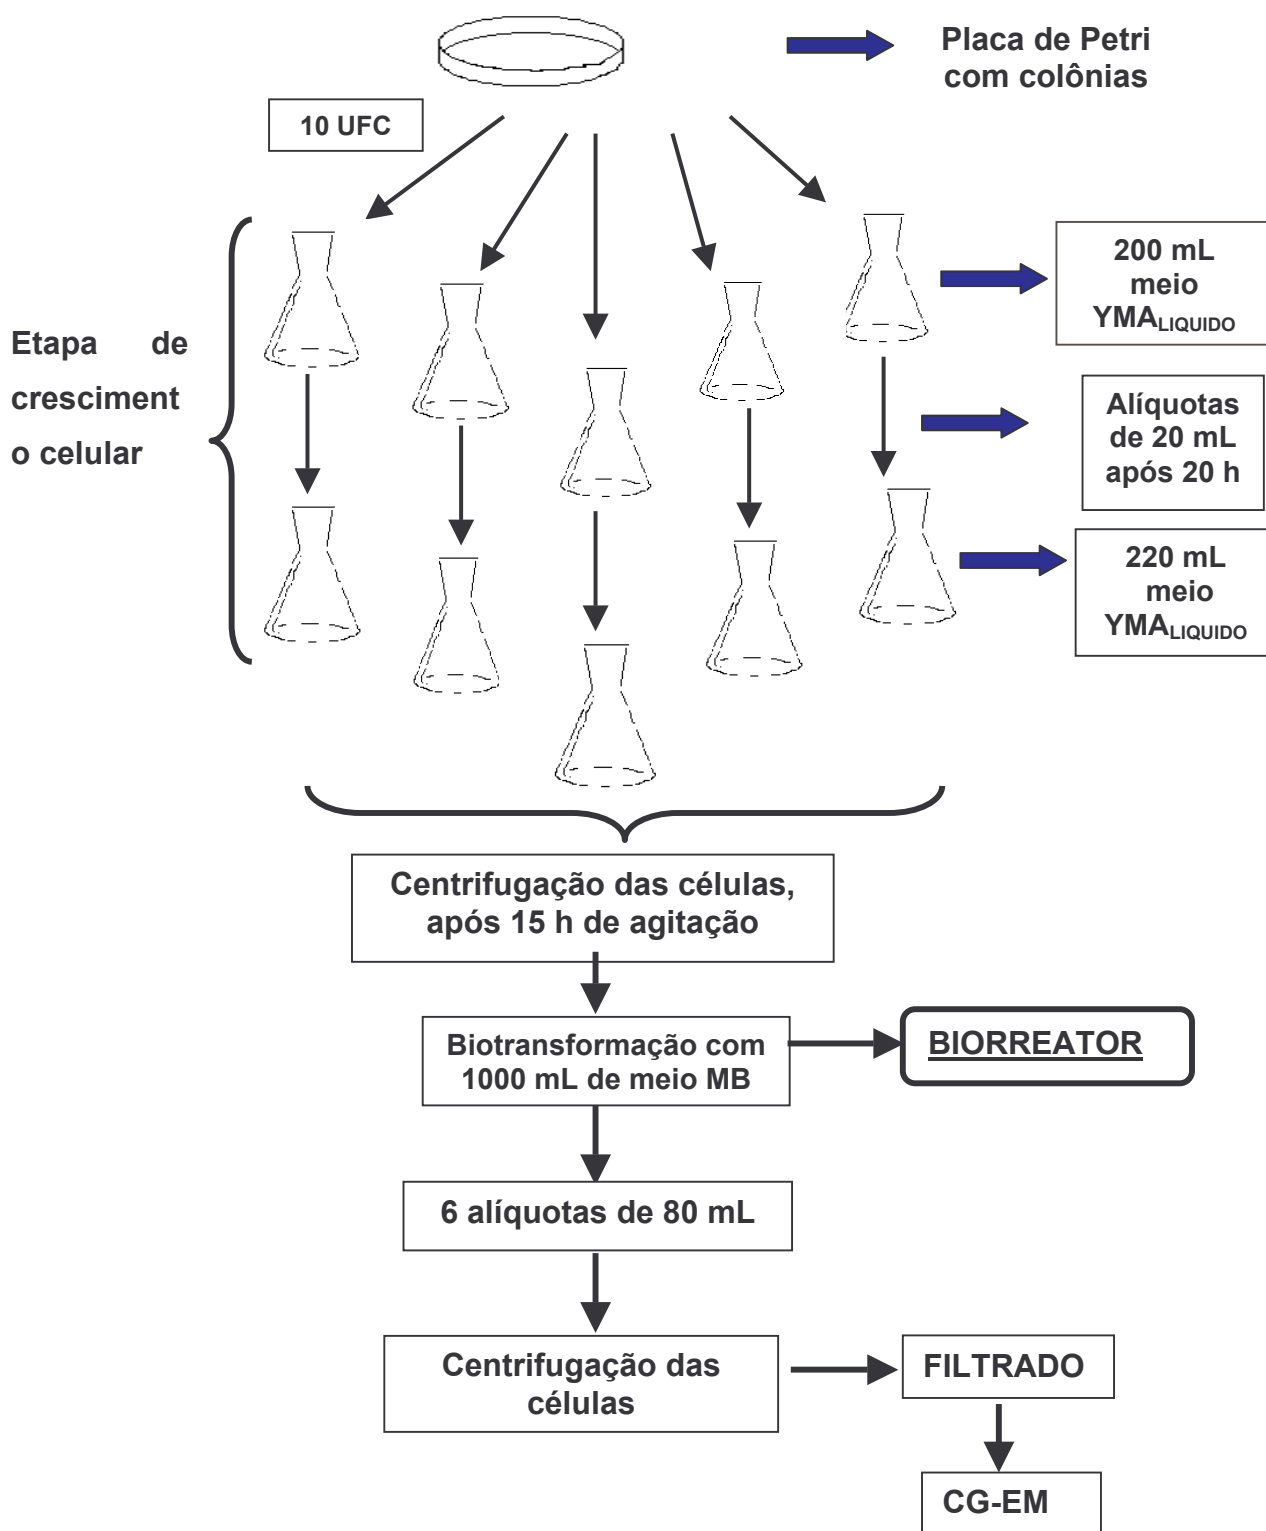 Placa de Petri
com colônias
10 UFC
200 mL
meio
YMALIQUIDO
Etapa de
cresciment
o celular
Alíquotas
de 20 mL
após 20 h
220 mL
meio
YMALIQUIDO
Centrifugação das células,
após 15 h de agitação
Biotransformação com
1000 mL de meio MB
BIORREATOR
6 alíquotas de 80 mL
Centrifugação das
células
FILTRADO
CG-EM